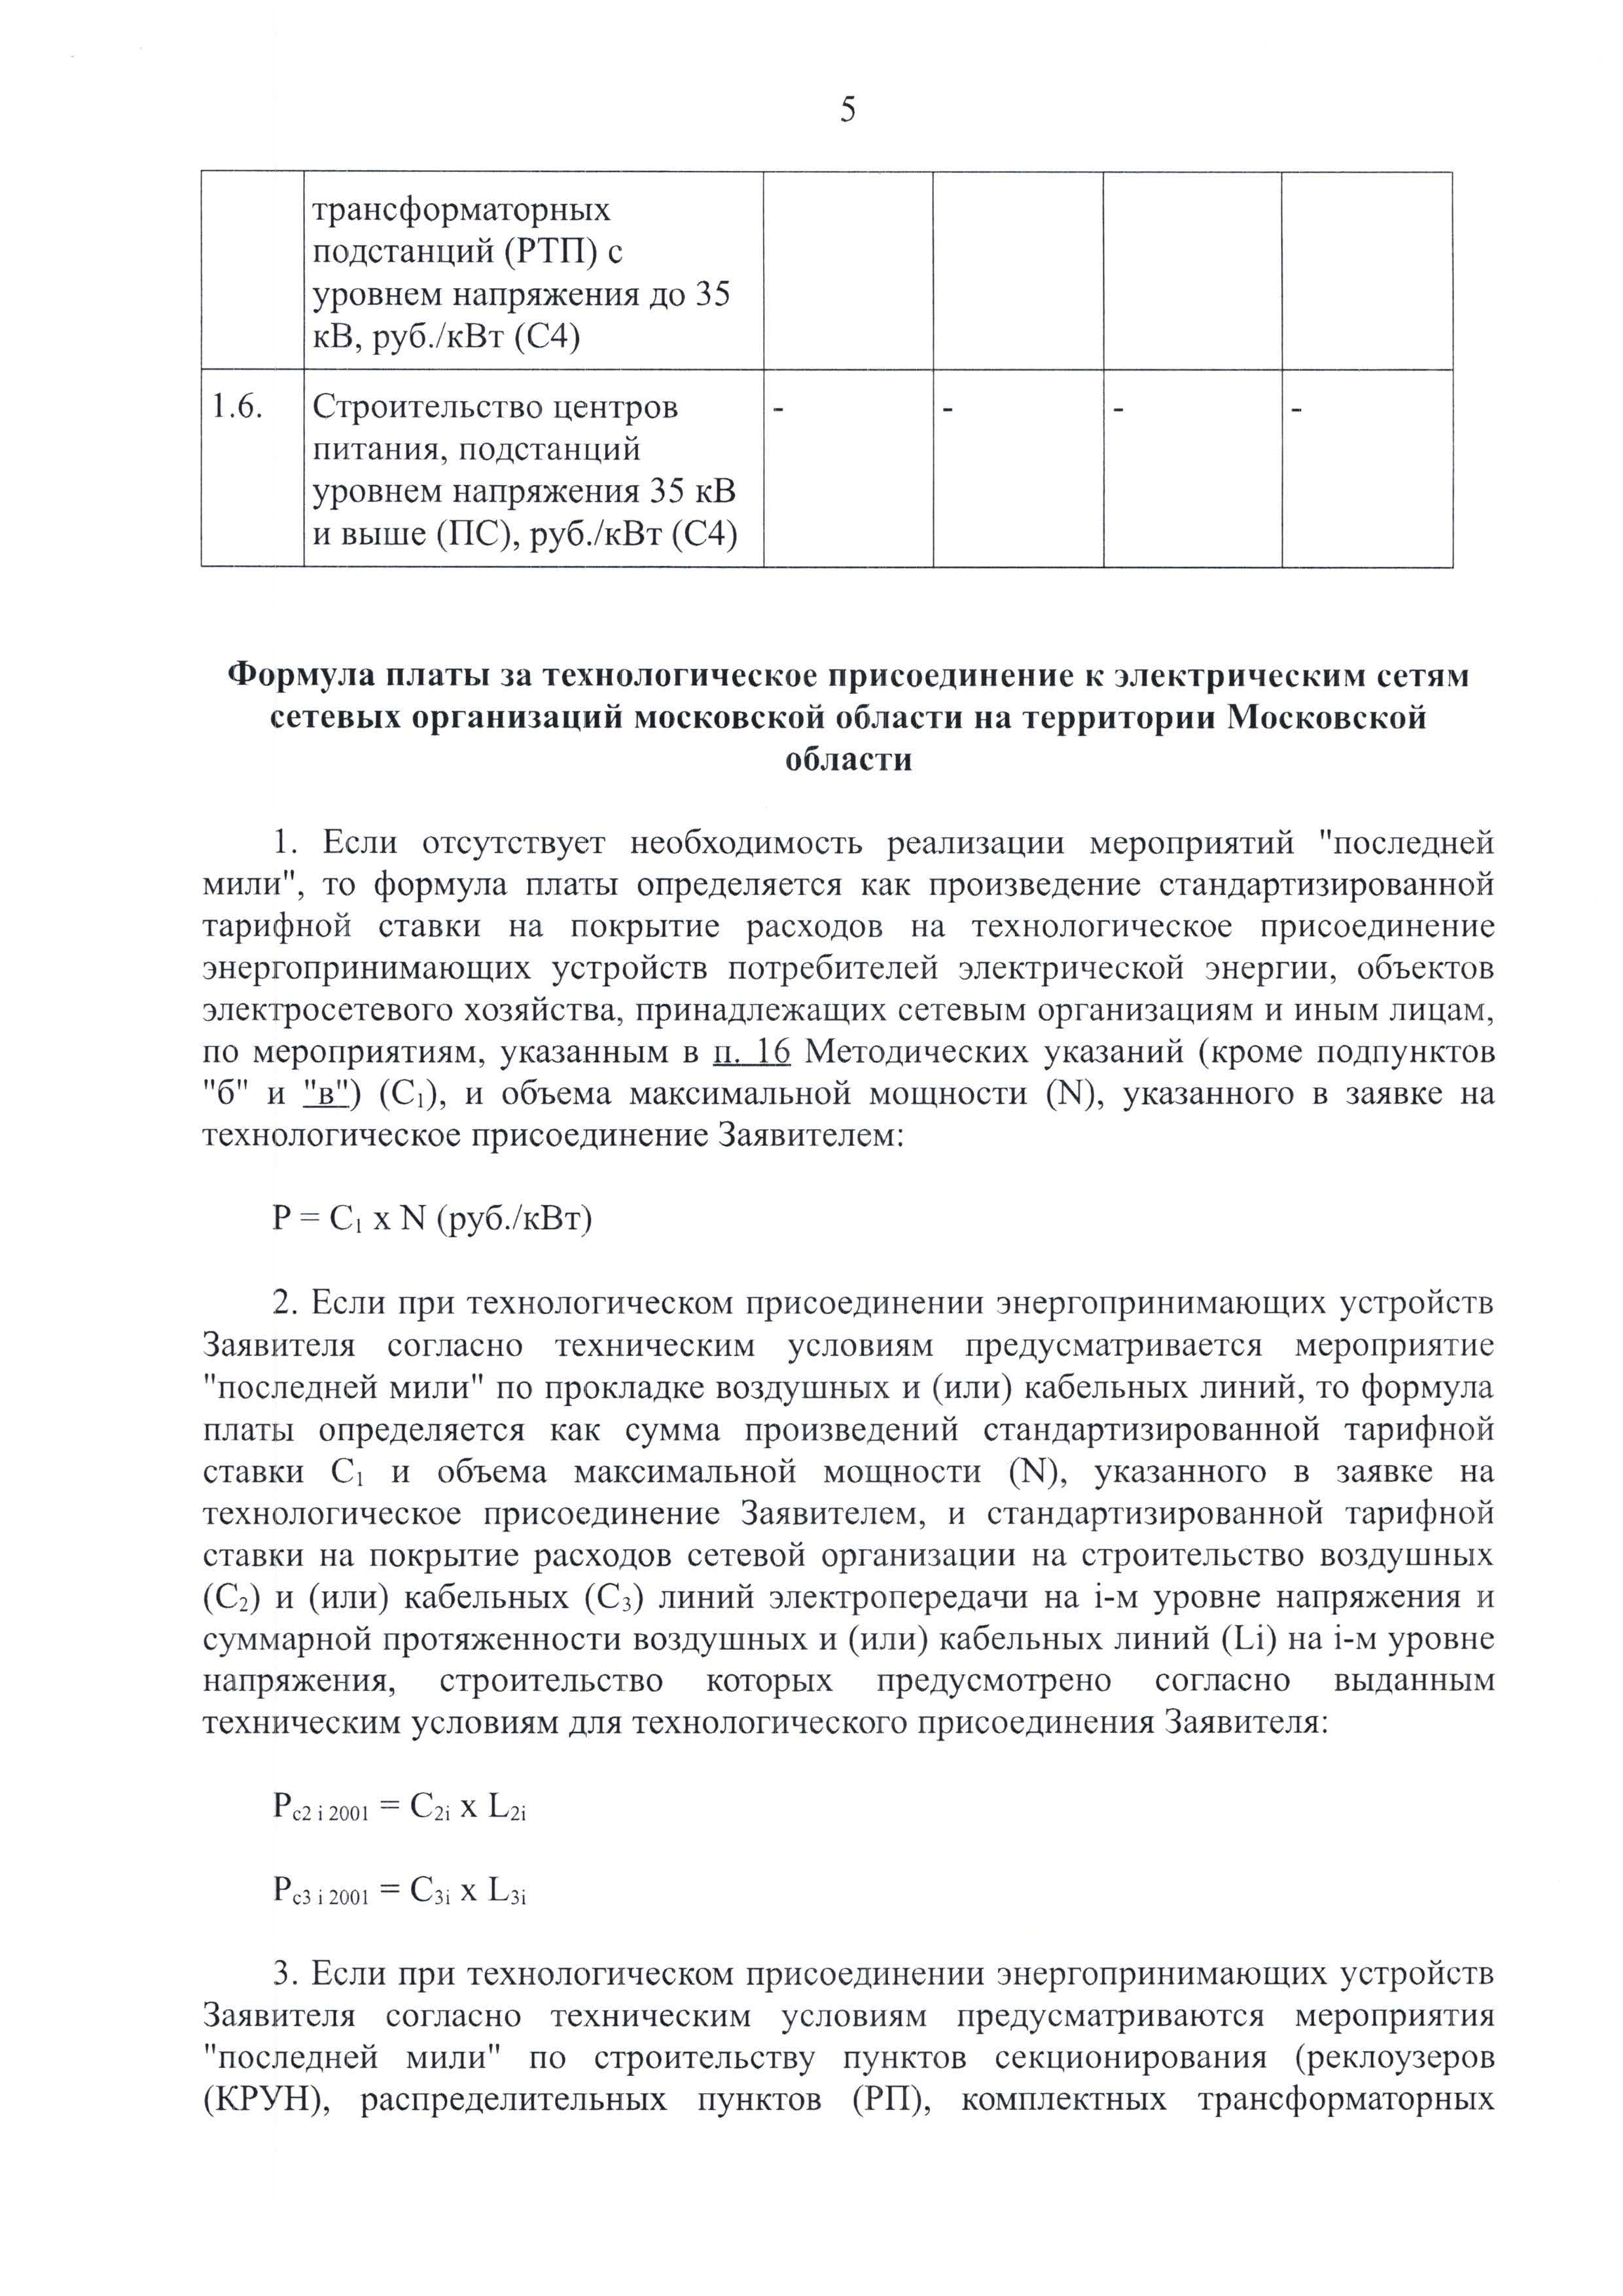 5
трансформаторных
подстанций (РТП) с
уровнем напряжения до 35
кВ, руб./кВт (С4)
1.6. Строительство центров - - - -
питания, подстанций
уровнем напряжения 35 кВ
и выше (ПС), руб./кВт (С4)
Формула платы за технологическое присоединение к электрическим сетям
сетевых организаций московской области на территории Московской
области
1. Если отсутствует необходимость реализации мероприятий "последней
мили", то формула платы определяется как произведение стандартизированной
тарифной ставки на покрытие расходов на технологическое присоединение
энергопринимающих устройств потребителей электрической энергии, объектов
электросетевого хозяйства, принадлежащих сетевым организациям и иным лицам,
по мероприятиям, указанным в п. 16 Методических указаний (кроме подпунктов
"б" и "в") (С₁), и объема максимальной мощности (N), указанного в заявке на
технологическое присоединение Заявителем:
P = C₁ x N (руб./кВт)
2. Если при технологическом присоединении энергопринимающих устройств
Заявителя согласно техническим условиям предусматривается мероприятие
"последней мили" по прокладке воздушных и (или) кабельных линий, то формула
платы определяется как сумма произведений стандартизированной тарифной
ставки С₁ и объема максимальной мощности (N), указанного в заявке на
технологическое присоединение Заявителем, и стандартизированной тарифной
ставки на покрытие расходов сетевой организации на строительство воздушных
(С₂) и (или) кабельных (С₃) линий электропередачи на i-м уровне напряжения и
суммарной протяженности воздушных и (или) кабельных линий (Li) на i-м уровне
напряжения, строительство которых предусмотрено согласно выданным
техническим условиям для технологического присоединения Заявителя:
Pc2 i 2001 = C2i x L2i
Pc3 i 2001 = C3i x L3i
3. Если при технологическом присоединении энергопринимающих устройств
Заявителя согласно техническим условиям предусматриваются мероприятия
"последней мили" по строительству пунктов секционирования (реклоузеров
(КРУН), распределительных пунктов (РП), комплектных трансформаторных